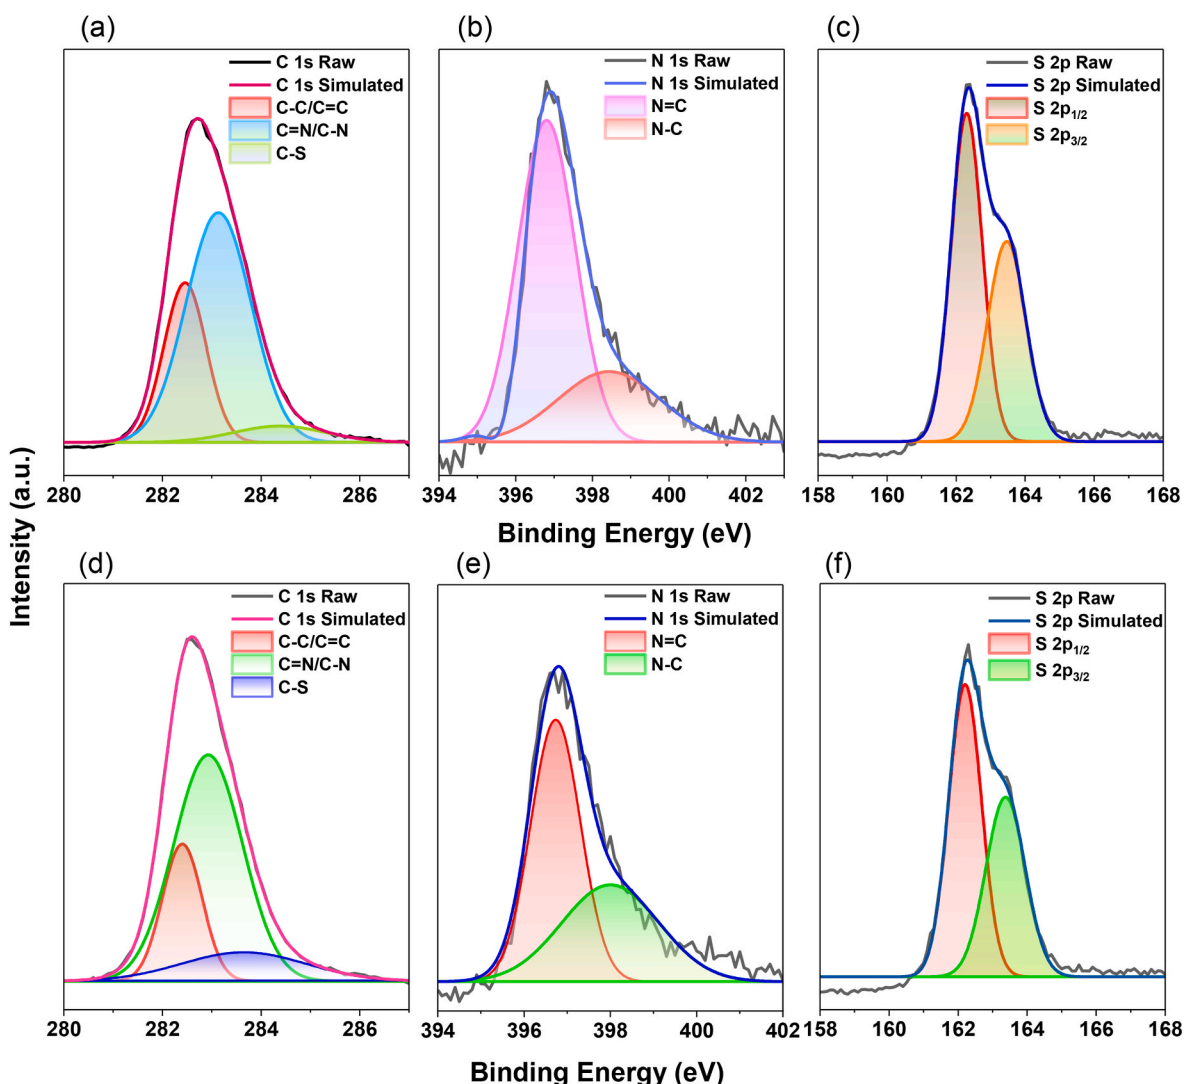 (a)
C 1s Raw
C 1s Simulated
C-C/C=C
C=N/C-N
C-S
280 282 284 286
(b)
N 1s Raw
N 1s Simulated
N=C
N-C
394 396 398 400 402
(c)
S 2p Raw
S 2p Simulated
S 2p1/2
S 2p3/2
158 160 162 164 166 168
Binding Energy (eV)
Intensity (a.u.)
(d)
C 1s Raw
C 1s Simulated
C-C/C=C
C=N/C-N
C-S
280 282 284 286
(e)
N 1s Raw
N 1s Simulated
N=C
N-C
394 396 398 400 402
(f)
S 2p Raw
S 2p Simulated
S 2p1/2
S 2p3/2
158 160 162 164 166 168
Binding Energy (eV)